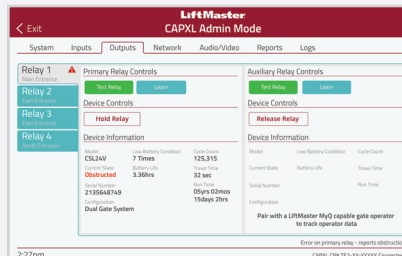 LiftMaster
Exit
CAPXL Admin Mode
System Inputs Outputs Network Audio/Video Reports Logs
Relay 1
Main Entrance
Relay 2
East Entrance
Relay 3
East Entrance
Relay 4
North Entrance
Primary Relay Controls
Test Relay Learn
Device Controls
Hold Relay
Device Information
Model Low Battery Condition Cycle Count
CSL24V 7 Times 125,315
Current State Battery Life Travel Time
Obstructed 3.36hrs 32 sec
Serial Number Run Time
2135648749 05yrs 02mos
15days 2hrs
Configuration
Dual Gate System
Auxiliary Relay Controls
Test Relay Learn
Device Controls
Release Relay
Device Information
Model Low Battery Condition Cycle Count
Current State Battery Life Travel Time
Serial Number Run Time
Configuration
Pair with a LiftMaster MyQ capable gate operator
to track operator data
Error on primary relay - reports obstruction
2:27pm